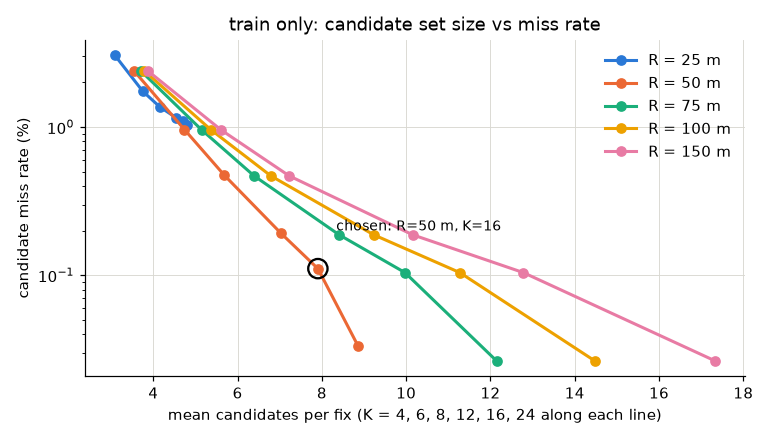 train only: candidate set size vs miss rate
R = 25 m
R = 50 m
R = 75 m
R = 100 m
R = 150 m
candidate miss rate (%)
10⁰
10⁻¹
chosen: R=50 m, K=16
4 6 8 10 12 14 16 18
mean candidates per fix (K = 4, 6, 8, 12, 16, 24 along each line)